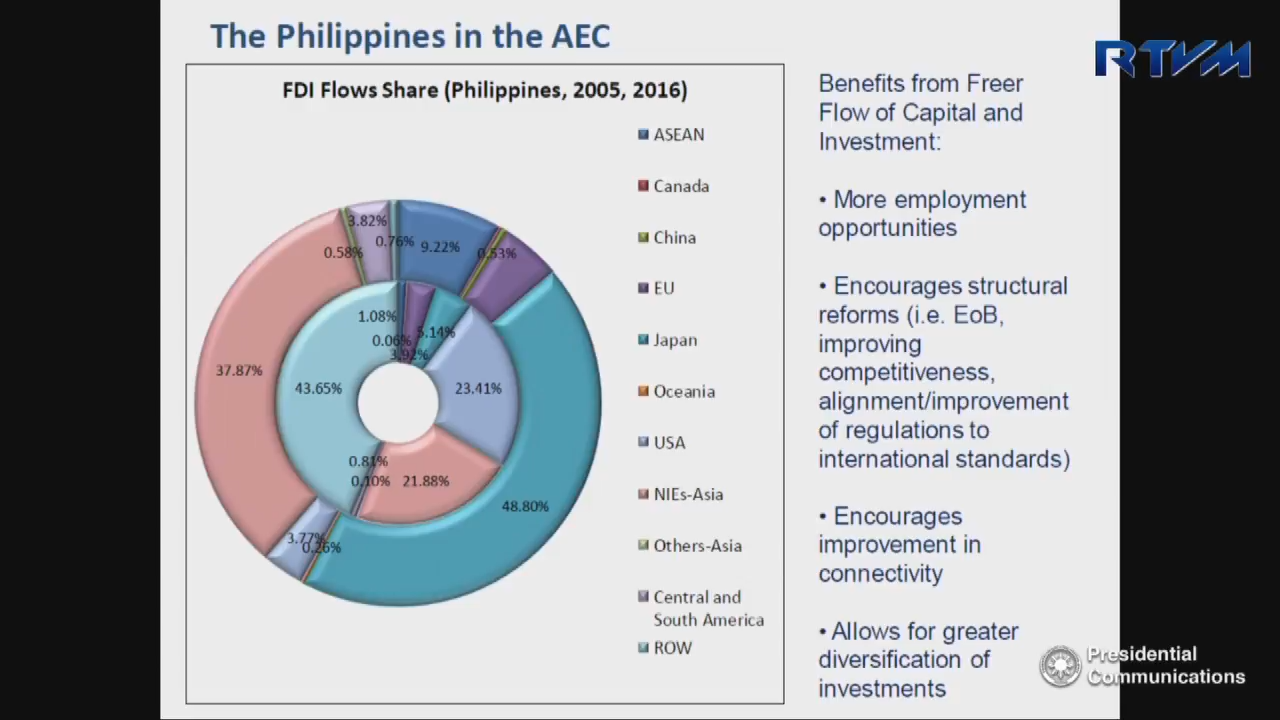 The Philippines in the AEC
RTVM
FDI Flows Share (Philippines, 2005, 2016)
ASEAN
Canada
China
EU
Japan
Oceania
USA
NIEs-Asia
Others-Asia
Central and
South America
ROW
3.82%
0.76%
9.22%
0.58%
0.53%
1.08%
0.06%
5.14%
3.92%
37.87%
43.65%
23.41%
0.81%
0.10%
21.88%
48.80%
3.77%
0.26%
Benefits from Freer
Flow of Capital and
Investment:
• More employment
opportunities
• Encourages structural
reforms (i.e. EoB,
improving
competitiveness,
alignment/improvement
of regulations to
international standards)
• Encourages
improvement in
connectivity
• Allows for greater
diversification of
investments
Presidential
Communications